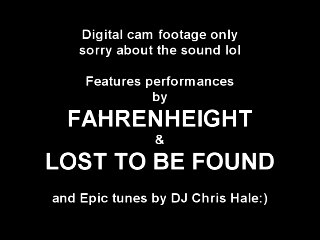 Digital cam footage only
sorry about the sound lol
Features performances
by
FAHRENHEIGHT
&
LOST TO BE FOUND
and Epic tunes by DJ Chris Hale:)